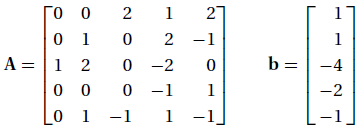 A = [0 0 2 1 2; 0 1 0 2 −1; 1 2 0 −2 0; 0 0 0 −1 1; 0 1 −1 1 −1] b = [1; 1; −4; −2; −1]